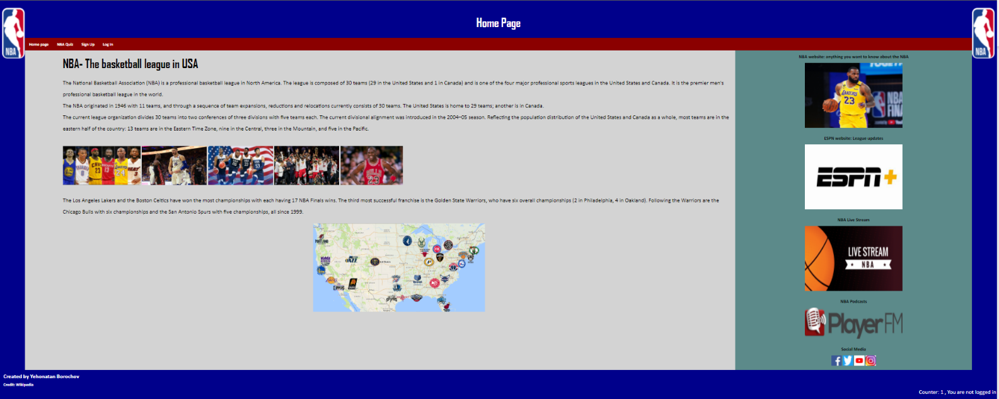 Home Page
NBA
NBA
Home page NBA Quiz Sign Up Log In
NBA- The basketball league in USA
The National Basketball Association (NBA) is a professional basketball league in North America. The league is composed of 30 teams (29 in the United States and 1 in Canada) and is one of the four major professional sports leagues in the United States and Canada. It is the premier men's
professional basketball league in the world.
The NBA originated in 1946 with 11 teams, and through a sequence of team expansions, reductions and relocations currently consists of 30 teams. The United States is home to 29 teams; another is in Canada.
The current league organization divides 30 teams into two conferences of three divisions with five teams each. The current divisional alignment was introduced in the 2004–05 season. Reflecting the population distribution of the United States and Canada as a whole, most teams are in the
eastern half of the country: 13 teams are in the Eastern Time Zone, nine in the Central, three in the Mountain, and five in the Pacific.
The Los Angeles Lakers and the Boston Celtics have won the most championships with each having 17 NBA Finals wins. The third most successful franchise is the Golden State Warriors, who have six overall championships (2 in Philadelphia, 4 in Oakland). Following the Warriors are the
Chicago Bulls with six championships and the San Antonio Spurs with five championships, all since 1999.
NBA website: anything you want to know about the NBA
LAKERS
23
NBA
ESPN website: League updates
ESPN+
NBA Live Stream
LIVE STREAM
NBA
NBA Podcasts
PlayerFM
Social Media
Created by Yehonatan Borochov
Credit: Wikipedia
Counter: 1 , You are not logged in